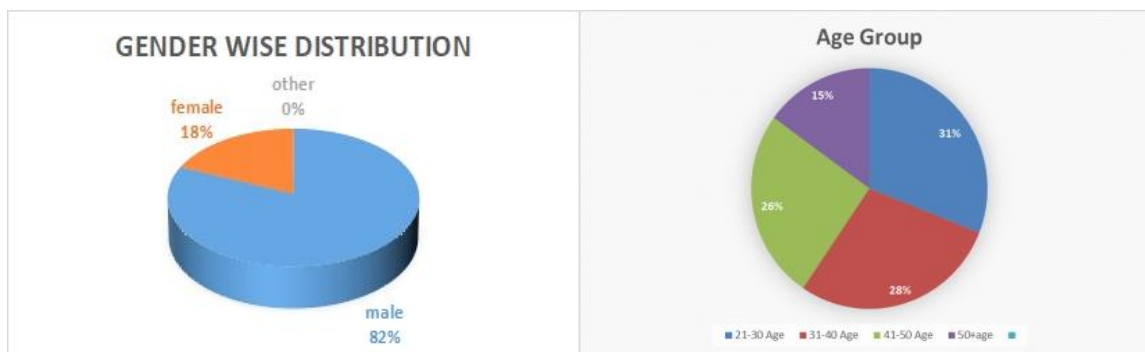 GENDER WISE DISTRIBUTION
other
0%
female
18%
male
82%
Age Group
15%
31%
26%
28%
21-30 Age 31-40 Age 41-50 Age 50+age